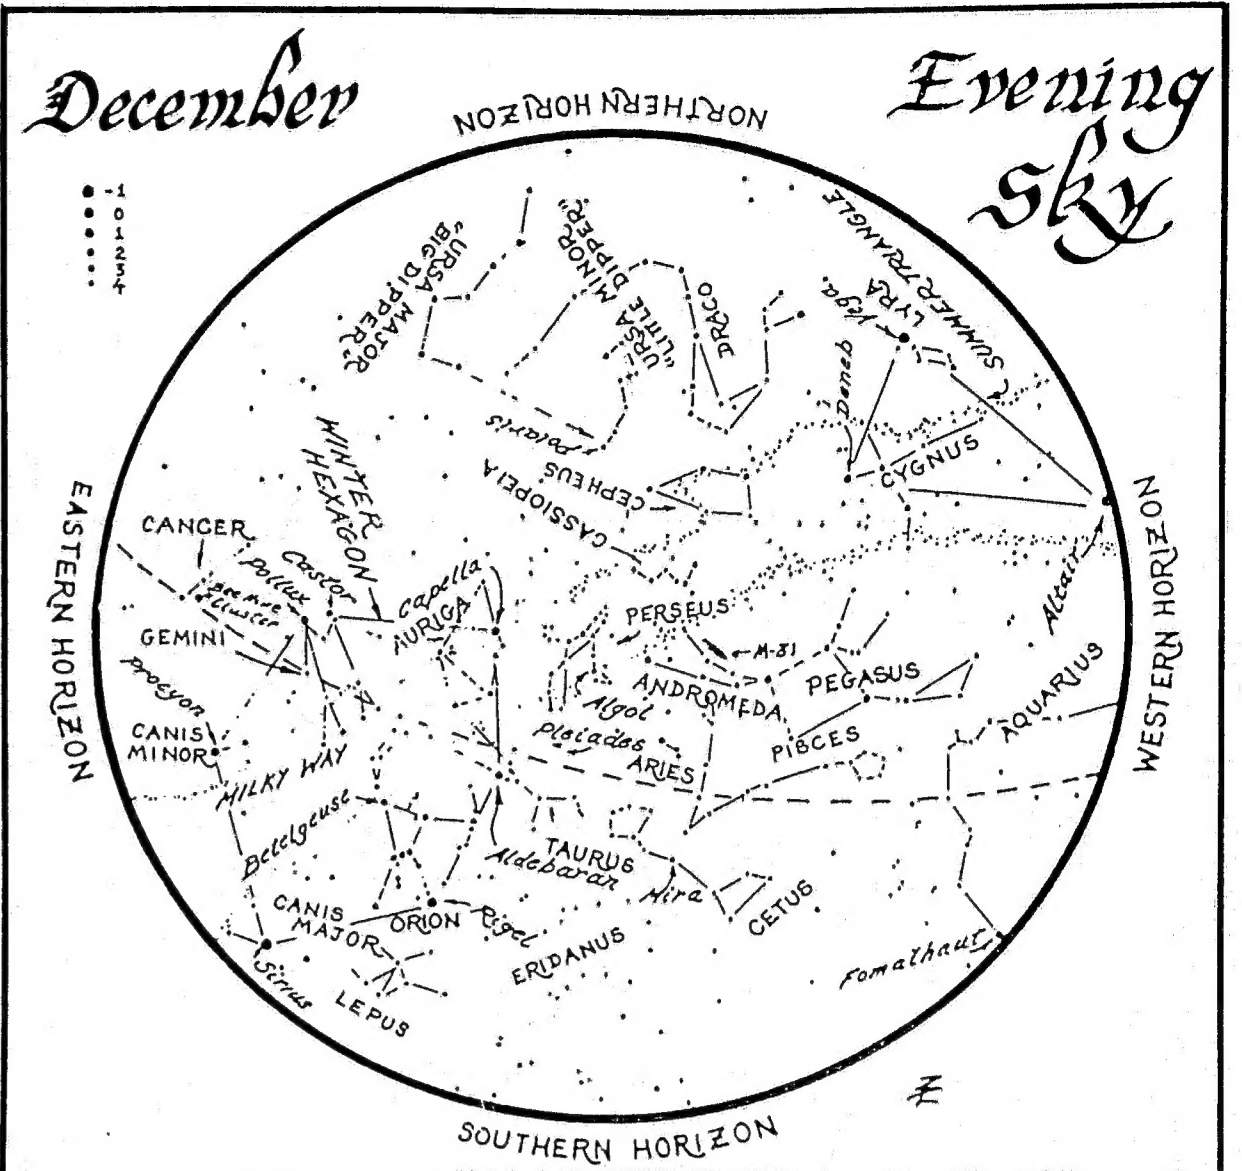 December
Evening
Sky
NORTHERN HORIZON
-1
0
1
2
3
4
SUMMER TRIANGLE
URSA MAJOR
"BIG DIPPER"
URSA MINOR
"LITTLE DIPPER"
DRACO
LYRA
Vega
Deneb
Polaris
CEPHEUS
CASSIOPEIA
CYGNUS
WINTER
HEXAGON
EASTERN HORIZON
WESTERN HORIZON
CANCER
Pollux
Castor
Beehive
Cluster
GEMINI
Capella
AURIGA
PERSEUS
M-31
Altair
Procyon
ANDROMEDA
PEGASUS
AQUARIUS
Algol
CANIS
MINOR
Pleiades
ARIES
PISCES
MILKY WAY
Betelgeuse
TAURUS
Aldebaran
Mira
CETUS
CANIS
MAJOR
ORION
Rigel
ERIDANUS
Fomalhaut
Sirius
LEPUS
SOUTHERN HORIZON